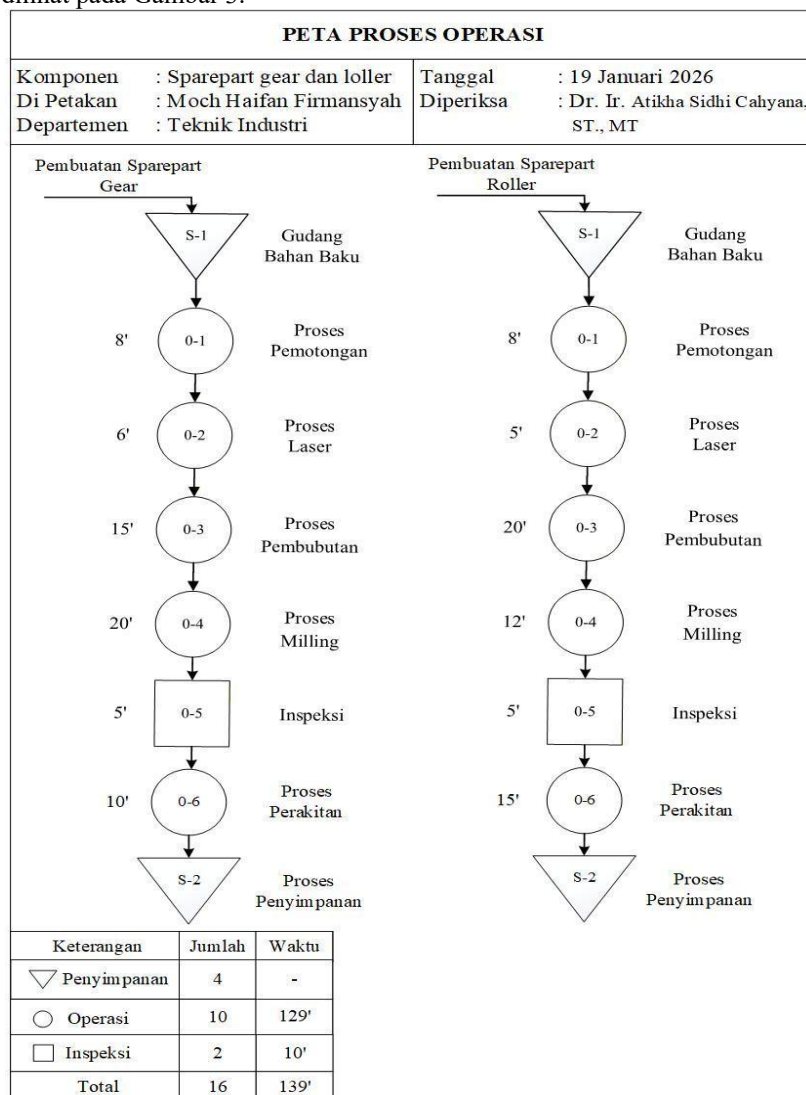 PETA PROSES OPERASI
Komponen : Sparepart gear dan loller
Di Petakan : Moch Haifan Firmansyah
Departemen : Teknik Industri
Tanggal : 19 Januari 2026
Diperiksa : Dr. Ir. Atikha Sidhi Cahyana,
ST., MT
Pembuatan Sparepart
Gear
S-1 Gudang
Bahan Baku
8' 0-1 Proses
Pemotongan
6' 0-2 Proses
Laser
15' 0-3 Proses
Pembubutan
20' 0-4 Proses
Milling
5' 0-5 Inspeksi
10' 0-6 Proses
Perakitan
S-2 Proses
Penyimpanan
Pembuatan Sparepart
Roller
S-1 Gudang
Bahan Baku
8' 0-1 Proses
Pemotongan
5' 0-2 Proses
Laser
20' 0-3 Proses
Pembubutan
12' 0-4 Proses
Milling
5' 0-5 Inspeksi
15' 0-6 Proses
Perakitan
S-2 Proses
Penyimpanan
Keterangan Jumlah Waktu
Penyimpanan 4 -
Operasi 10 129'
Inspeksi 2 10'
Total 16 139'